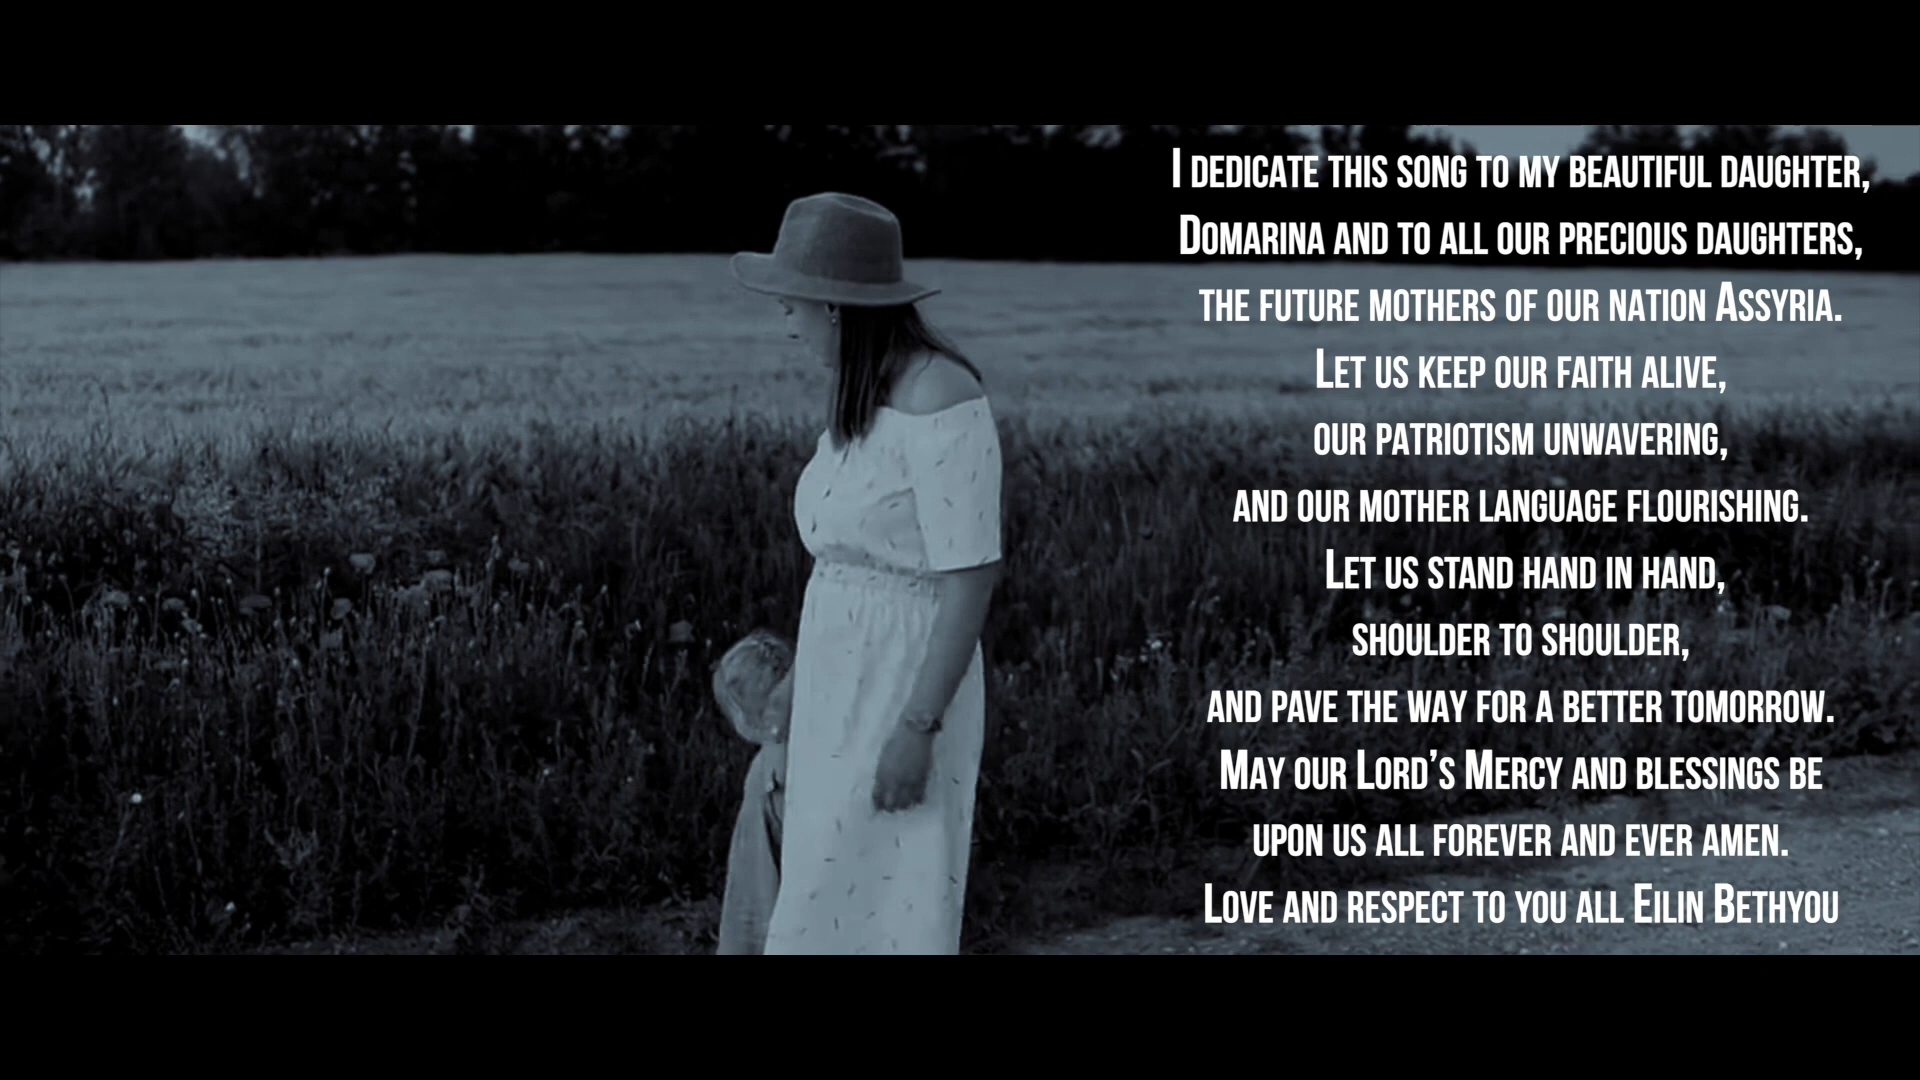 I dedicate this song to my beautiful daughter,
Domarina and to all our precious daughters,
the future mothers of our nation Assyria.
Let us keep our faith alive,
our patriotism unwavering,
and our mother language flourishing.
Let us stand hand in hand,
shoulder to shoulder,
and pave the way for a better tomorrow.
May our Lord’s Mercy and blessings be
upon us all forever and ever amen.
Love and respect to you all Eilin Bethyou